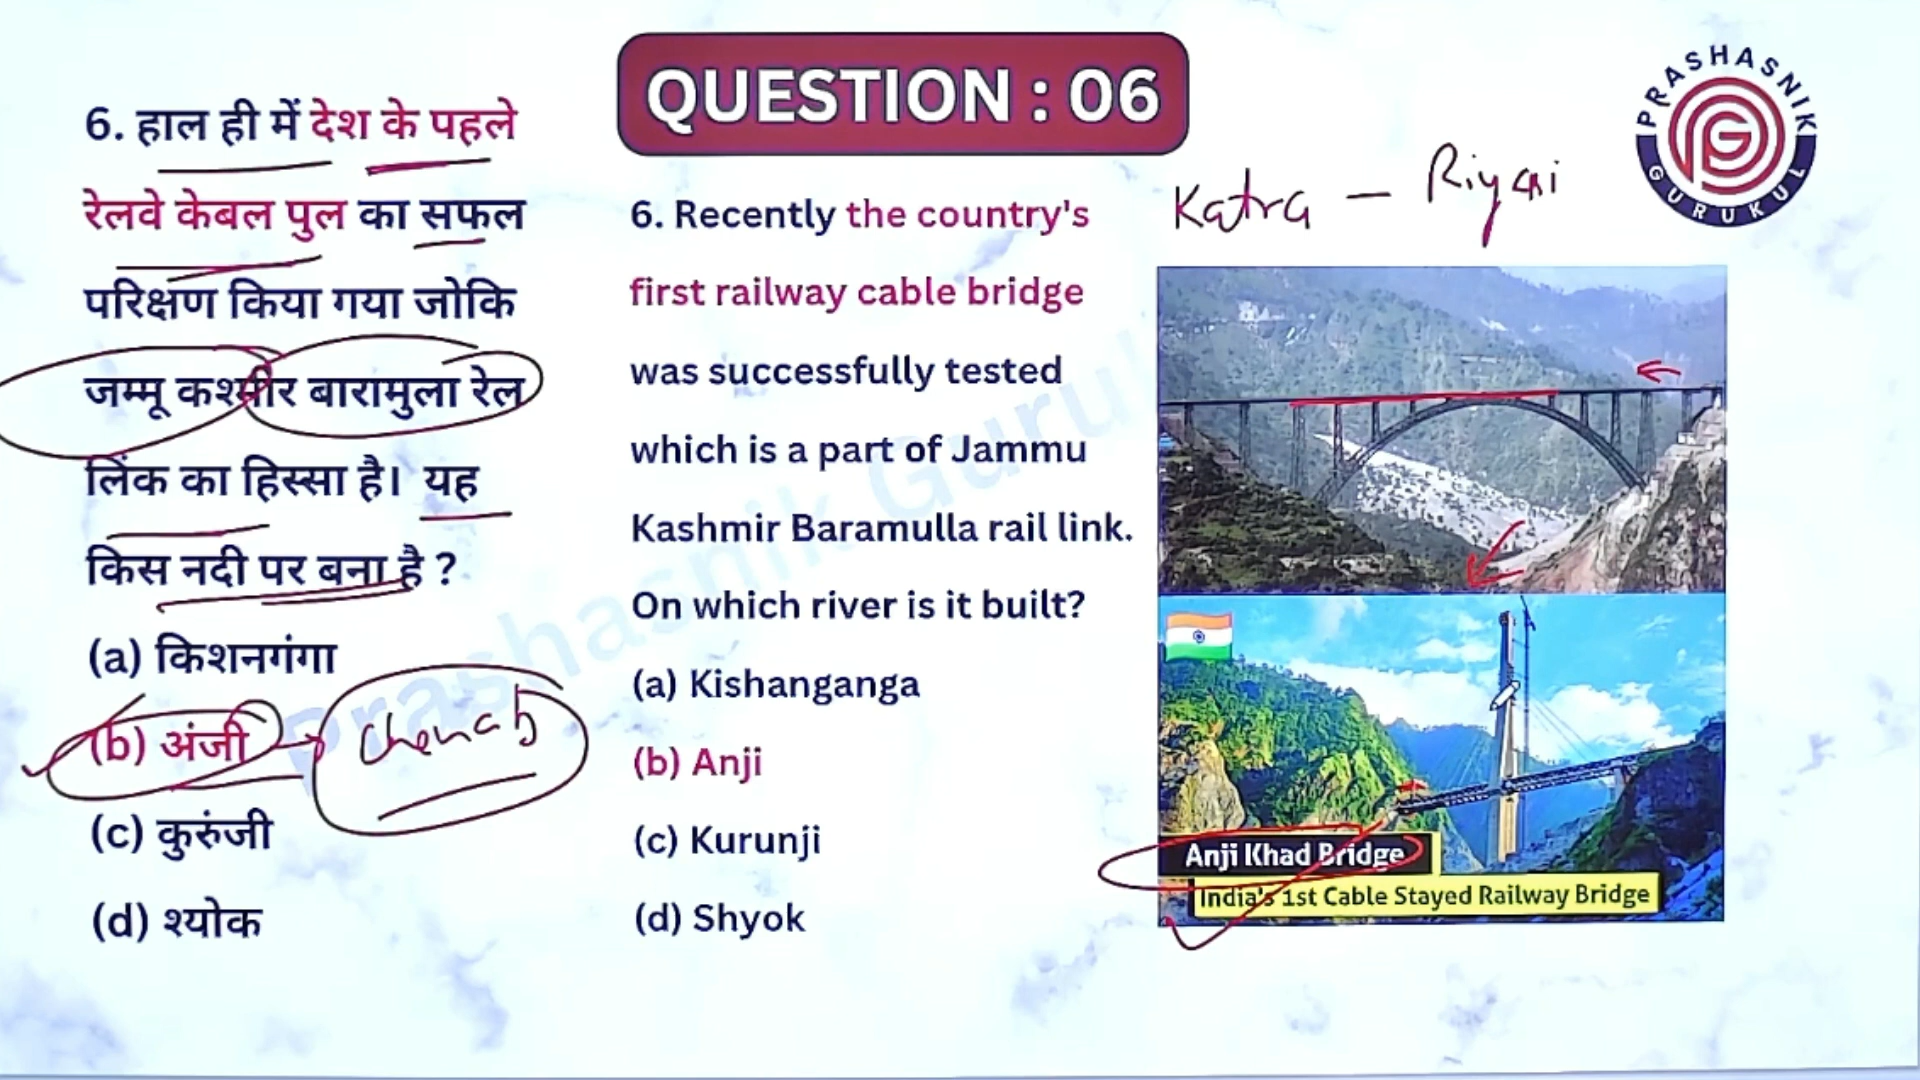 QUESTION : 06
PRASHASNIK GURUKUL
6. हाल ही में देश के पहले
रेलवे केबल पुल का सफल
परिक्षण किया गया जोकि
जम्मू कश्मीर बारामुला रेल
लिंक का हिस्सा है। यह
किस नदी पर बना है ?
(a) किशनगंगा
(b) अंजी
Chenab
(c) कुरुंजी
(d) श्योक
6. Recently the country's
first railway cable bridge
was successfully tested
which is a part of Jammu
Kashmir Baramulla rail link.
On which river is it built?
(a) Kishanganga
(b) Anji
(c) Kurunji
(d) Shyok
Katra - Riyasi
Anji Khad Bridge
India's 1st Cable Stayed Railway Bridge
Prashasnik Guruk